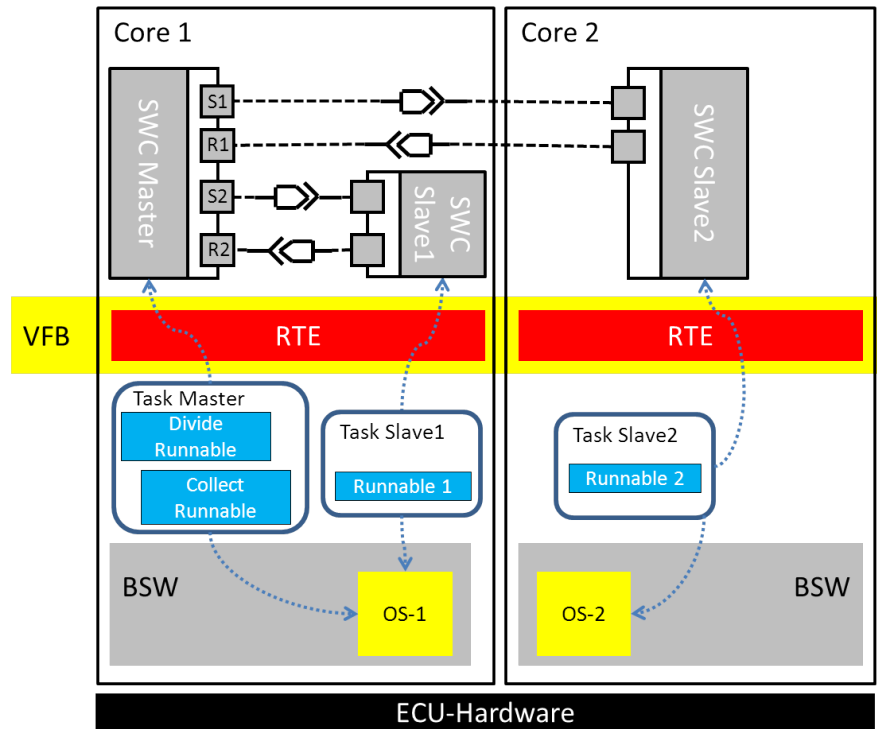 Core 1
Core 2
SWC Master
S1
R1
S2
R2
SWC
Slave1
SWC Slave2
VFB
RTE
RTE
Task Master
Divide
Runnable
Collect
Runnable
Task Slave1
Runnable 1
Task Slave2
Runnable 2
BSW
OS-1
OS-2
BSW
ECU-Hardware